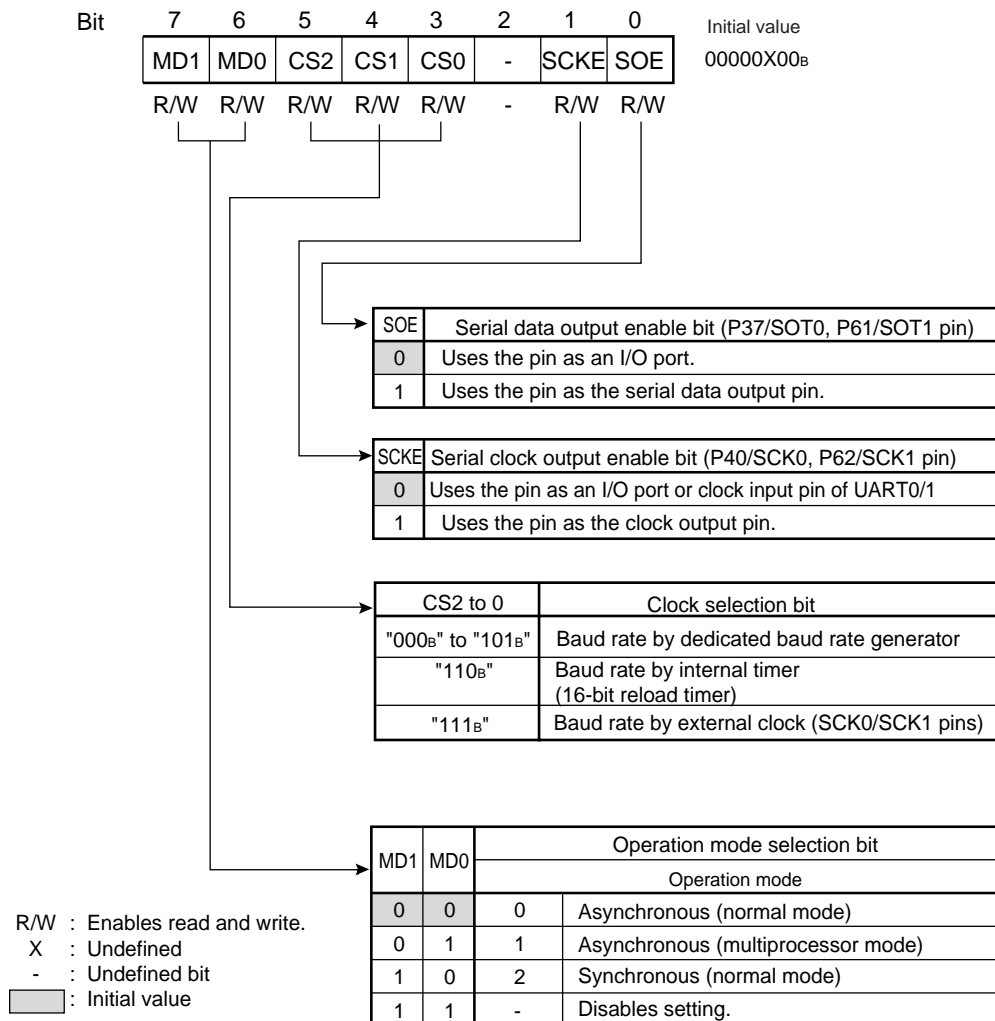 Bit 7 6 5 4 3 2 1 0 Initial value
MD1 MD0 CS2 CS1 CS0 - SCKE SOE 00000X00B
R/W R/W R/W R/W R/W - R/W R/W
SOE Serial data output enable bit (P37/SOT0, P61/SOT1 pin)
0 Uses the pin as an I/O port.
1 Uses the pin as the serial data output pin.
SCKE Serial clock output enable bit (P40/SCK0, P62/SCK1 pin)
0 Uses the pin as an I/O port or clock input pin of UART0/1
1 Uses the pin as the clock output pin.
CS2 to 0 Clock selection bit
"000B" to "101B" Baud rate by dedicated baud rate generator
"110B" Baud rate by internal timer
(16-bit reload timer)
"111B" Baud rate by external clock (SCK0/SCK1 pins)
MD1 MD0 Operation mode selection bit
Operation mode
0 0 0 Asynchronous (normal mode)
0 1 1 Asynchronous (multiprocessor mode)
1 0 2 Synchronous (normal mode)
1 1 - Disables setting.
R/W : Enables read and write.
X : Undefined
- : Undefined bit
: Initial value